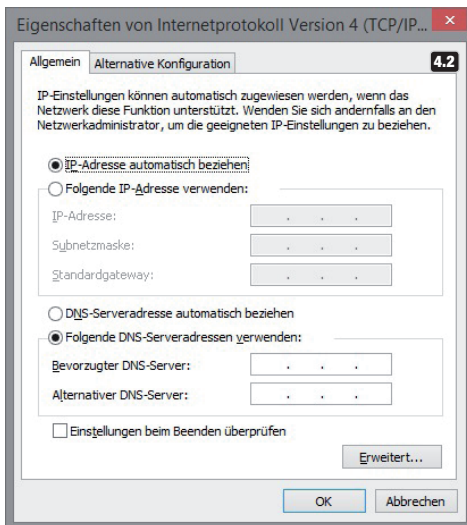 Eigenschaften von Internetprotokoll Version 4 (TCP/IP...
Allgemein
Alternative Konfiguration
4.2
IP-Einstellungen können automatisch zugewiesen werden, wenn das
Netzwerk diese Funktion unterstützt. Wenden Sie sich andernfalls an den
Netzwerkadministrator, um die geeigneten IP-Einstellungen zu beziehen.
IP-Adresse automatisch beziehen
Folgende IP-Adresse verwenden:
IP-Adresse:
Subnetzmaske:
Standardgateway:
DNS-Serveradresse automatisch beziehen
Folgende DNS-Serveradressen verwenden:
Bevorzugter DNS-Server:
Alternativer DNS-Server:
Einstellungen beim Beenden überprüfen
Erweitert...
OK
Abbrechen